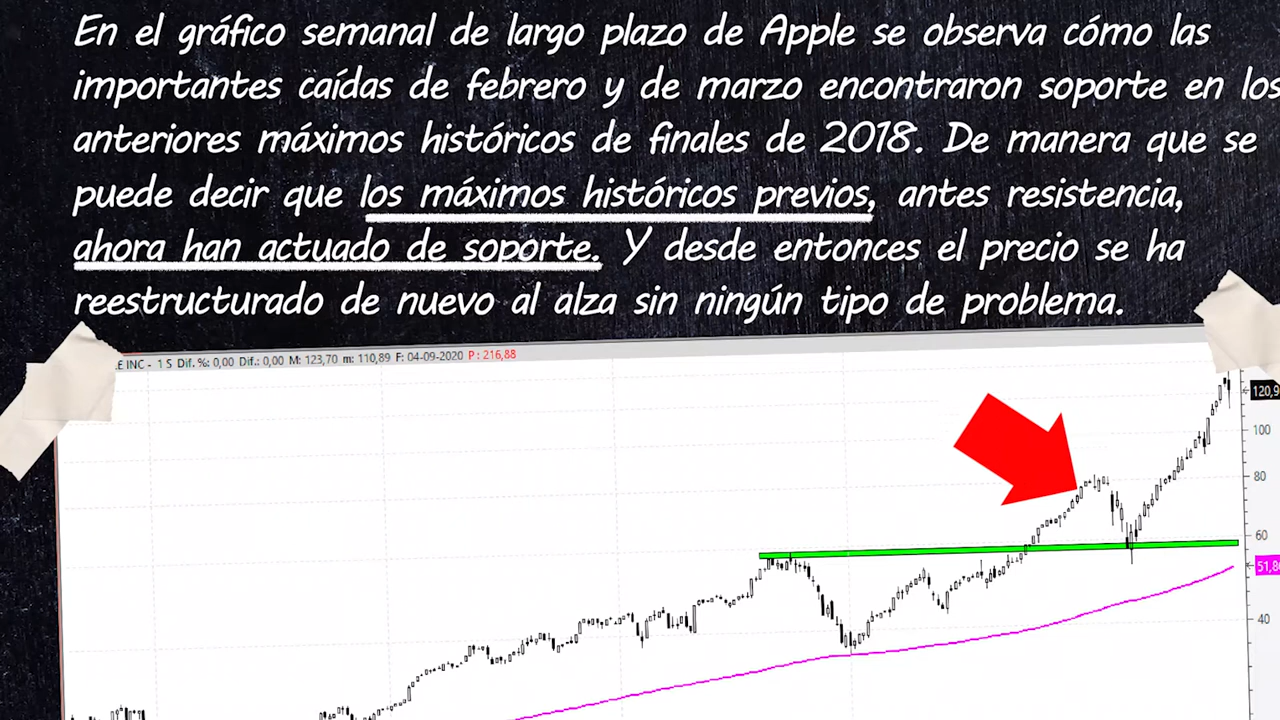 En el gráfico semanal de largo plazo de Apple se observa cómo las
importantes caídas de febrero y de marzo encontraron soporte en los
anteriores máximos históricos de finales de 2018. De manera que se
puede decir que los máximos históricos previos, antes resistencia,
ahora han actuado de soporte. Y desde entonces el precio se ha
reestructurado de nuevo al alza sin ningún tipo de problema.
INC - 1 S Dif. %: 0,00 Dif.: 0,00 M: 123,70 m: 110,89 F: 04-09-2020 P : 216,88
120,9
100
80
60
51,8
40